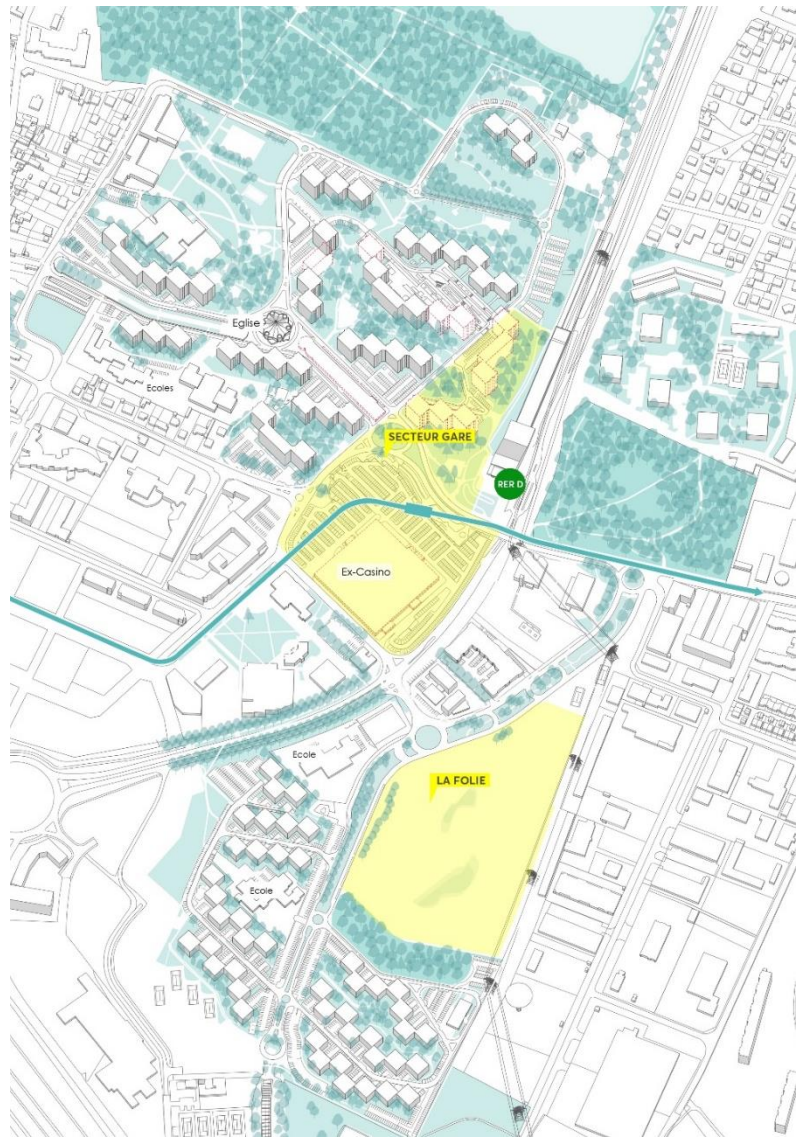 Eglise
Ecoles
SECTEUR GARE
RER D
Ex-Casino
Ecole
LA FOLIE
Ecole